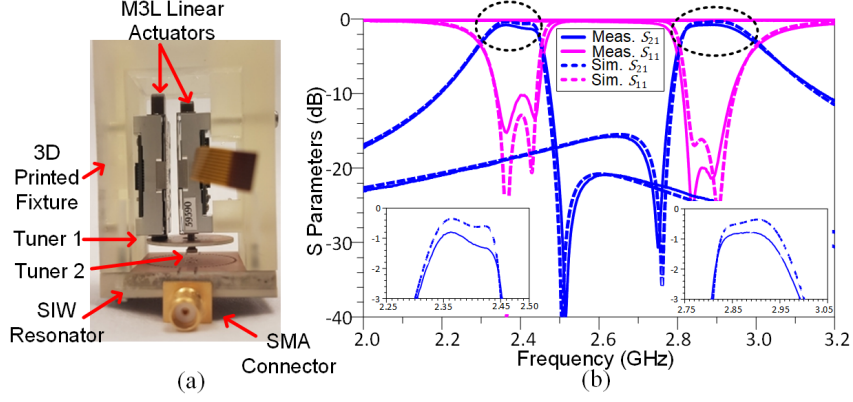 (a)
M3L Linear
Actuators
3D
Printed
Fixture
Tuner 1
Tuner 2
SIW
Resonator
SMA
Connector
(a)
(b)
S Parameters (dB)
0
-10
-20
-30
-40
Meas. S21
Meas. S11
Sim. S21
Sim. S11
0
-1
-2
-3
2.25
2.35
2.45
2.50
0
-1
-2
-3
2.75
2.85
2.95
3.05
2.0
2.2
2.4
2.6
2.8
3.0
3.2
Frequency (GHz)
(b)